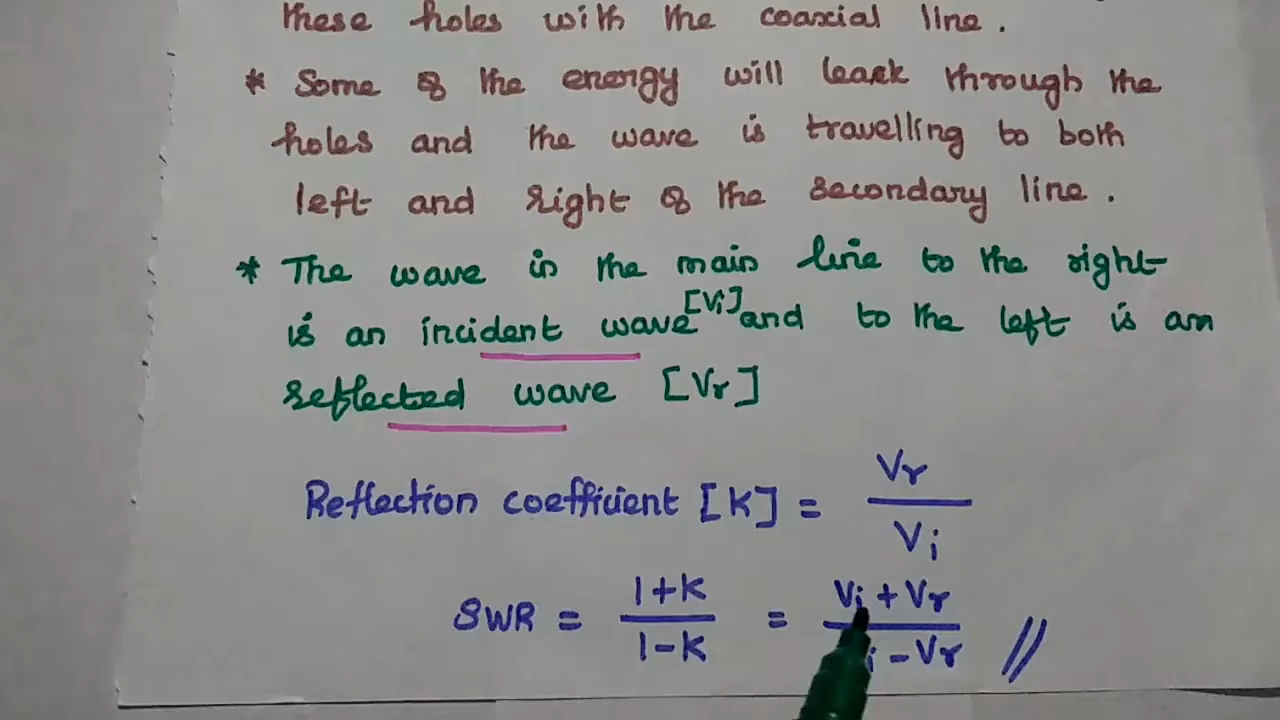 these holes with the coaxial line.
* Some of the energy will leak through the
holes and the wave is travelling to both
left and right of the secondary line.
* The wave in the main line to the right
is an incident wave [Vi] and to the left is an
reflected wave [Vr]
Reflection coefficient [K] = Vr / Vi
SWR = 1+K / 1-K = Vi + Vr / i - Vr //